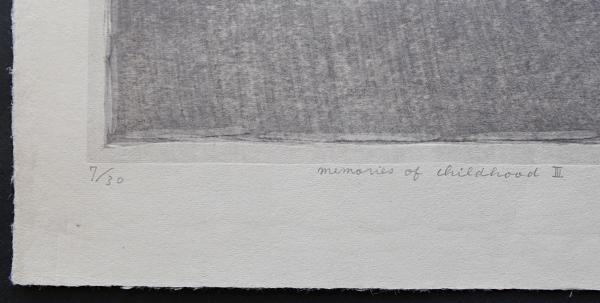 7/30 memories of childhood III